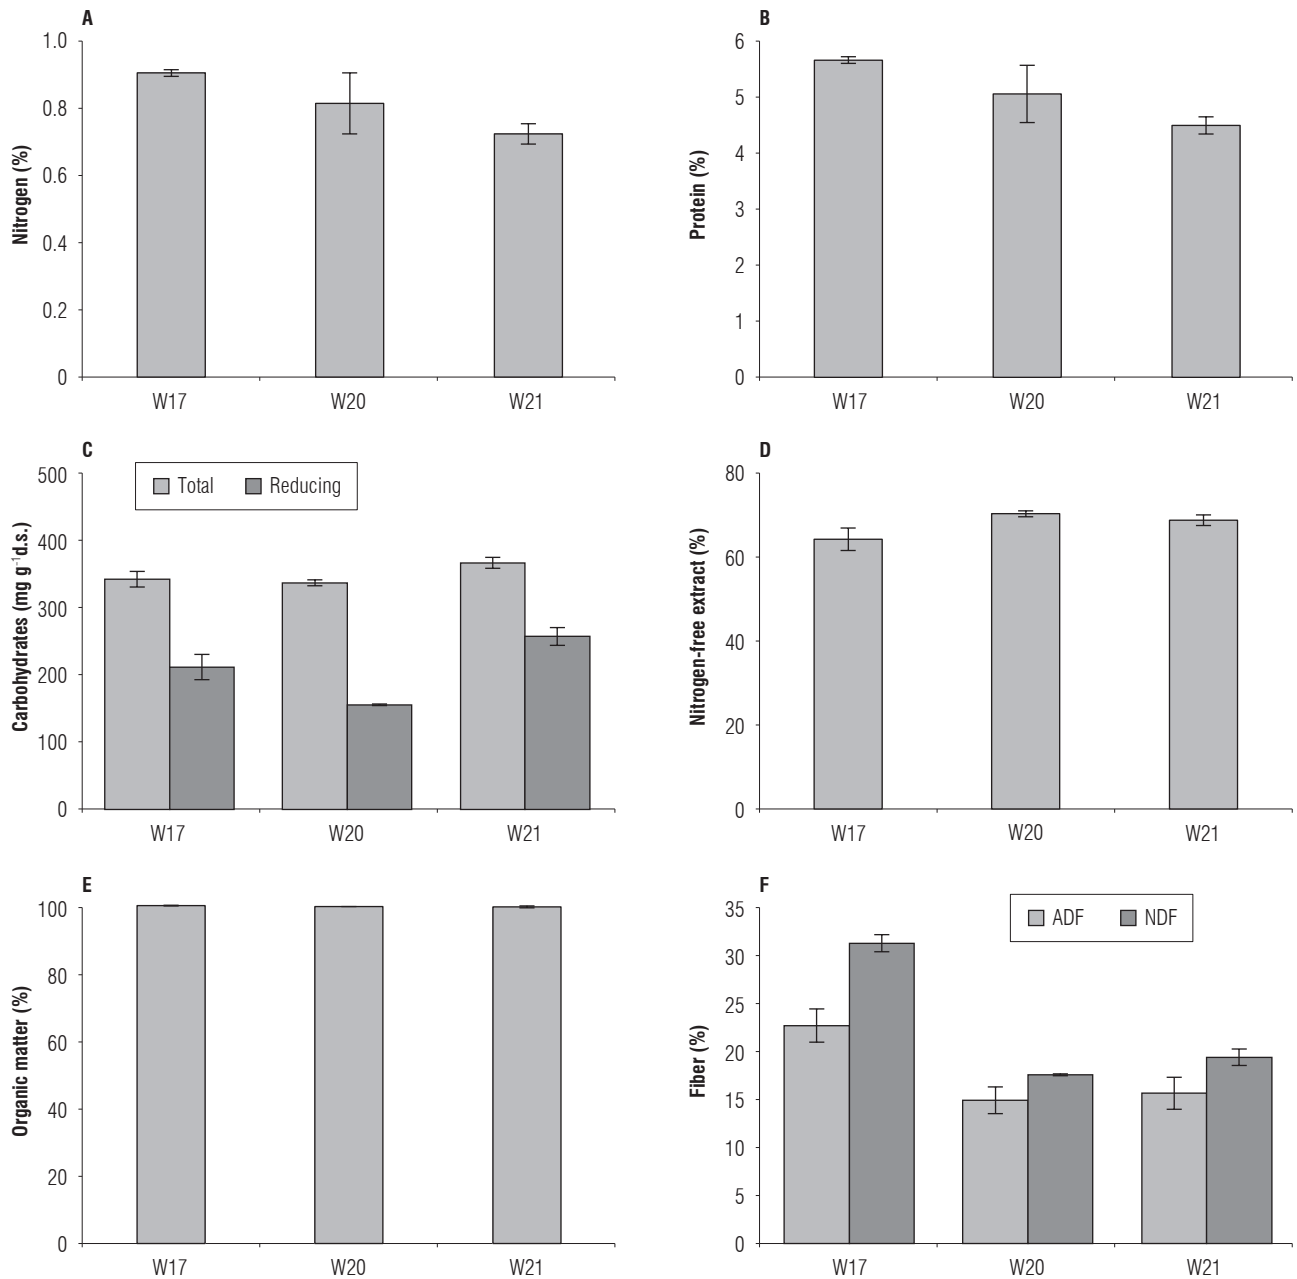 A
1.0
0.8
0.6
0.4
0.2
0
Nitrogen (%)
W17 W20 W21
B
6
5
4
3
2
1
0
Protein (%)
W17 W20 W21
C
500
400
300
200
100
0
Carbohydrates (mg g⁻¹d.s.)
Total Reducing
W17 W20 W21
D
80
60
40
20
0
Nitrogen-free extract (%)
W17 W20 W21
E
100
80
60
40
20
0
Organic matter (%)
W17 W20 W21
F
35
30
25
20
15
10
5
0
Fiber (%)
ADF NDF
W17 W20 W21